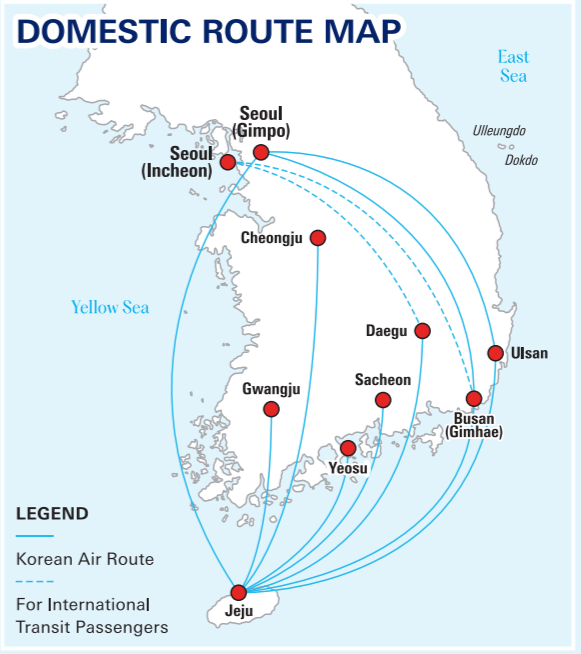 DOMESTIC ROUTE MAP
East
Sea
Ulleungdo
Dokdo
Seoul
(Gimpo)
Seoul
(Incheon)
Cheongju
Yellow Sea
Daegu
Ulsan
Sacheon
Gwangju
Busan
(Gimhae)
Yeosu
LEGEND
Korean Air Route
For International
Transit Passengers
Jeju